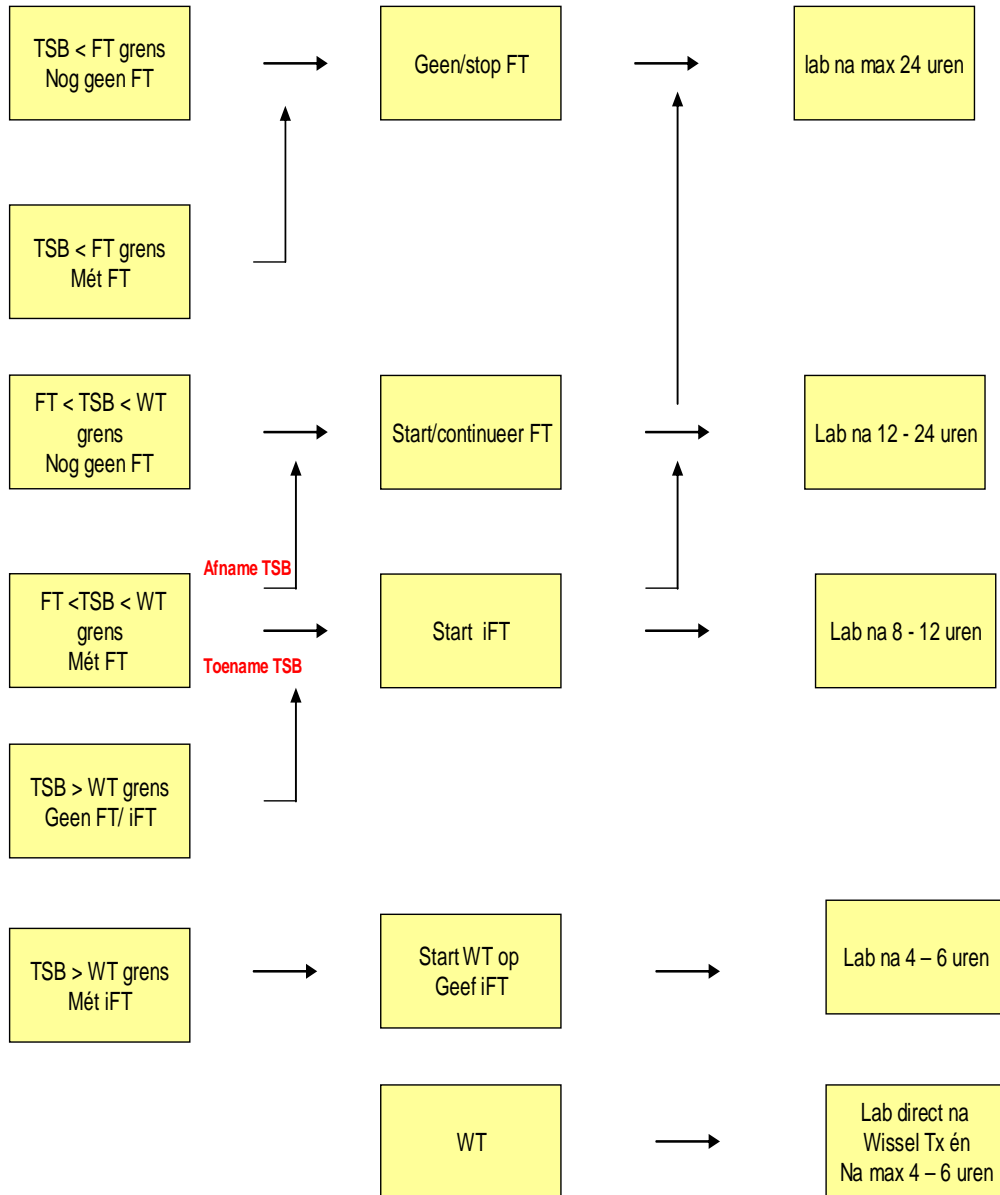 TSB < FT grens
Nog geen FT
Geen/stop FT
lab na max 24 uren
TSB < FT grens
Mét FT
FT < TSB < WT
grens
Nog geen FT
Start/continueer FT
Lab na 12 - 24 uren
Afname TSB
FT <TSB < WT
grens
Mét FT
Start iFT
Lab na 8 - 12 uren
Toename TSB
TSB > WT grens
Geen FT/ iFT
TSB > WT grens
Mét iFT
Start WT op
Geef iFT
Lab na 4 – 6 uren
WT
Lab direct na
Wissel Tx én
Na max 4 – 6 uren